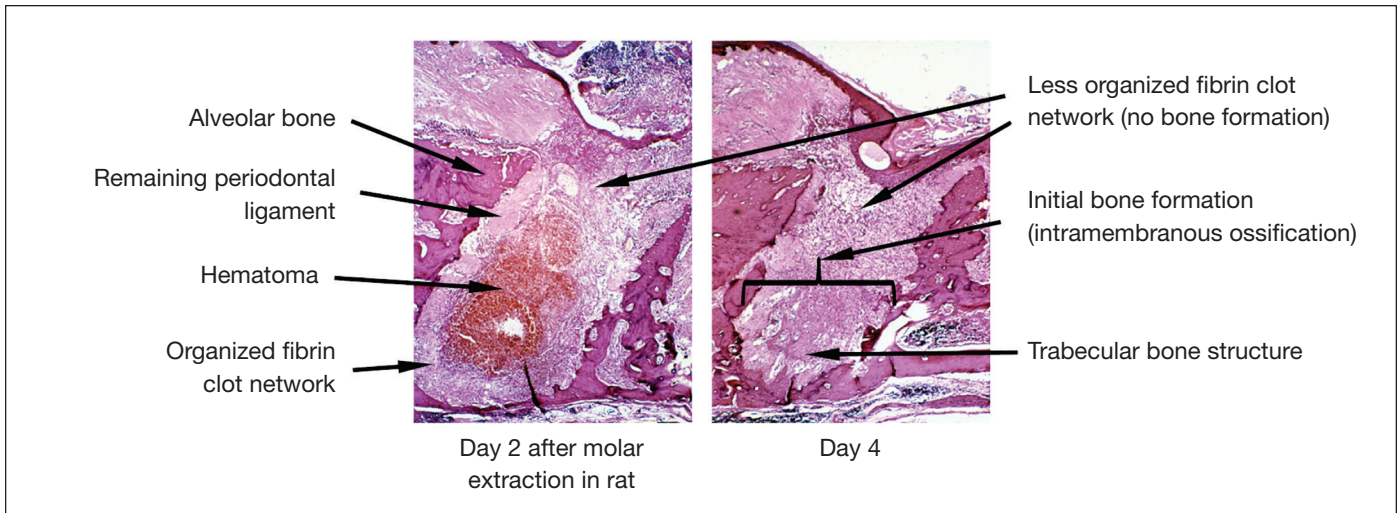 Alveolar bone
Remaining periodontal
ligament
Hematoma
Organized fibrin
clot network
Less organized fibrin clot
network (no bone formation)
Initial bone formation
(intramembranous ossification)
Trabecular bone structure
Day 2 after molar
extraction in rat
Day 4